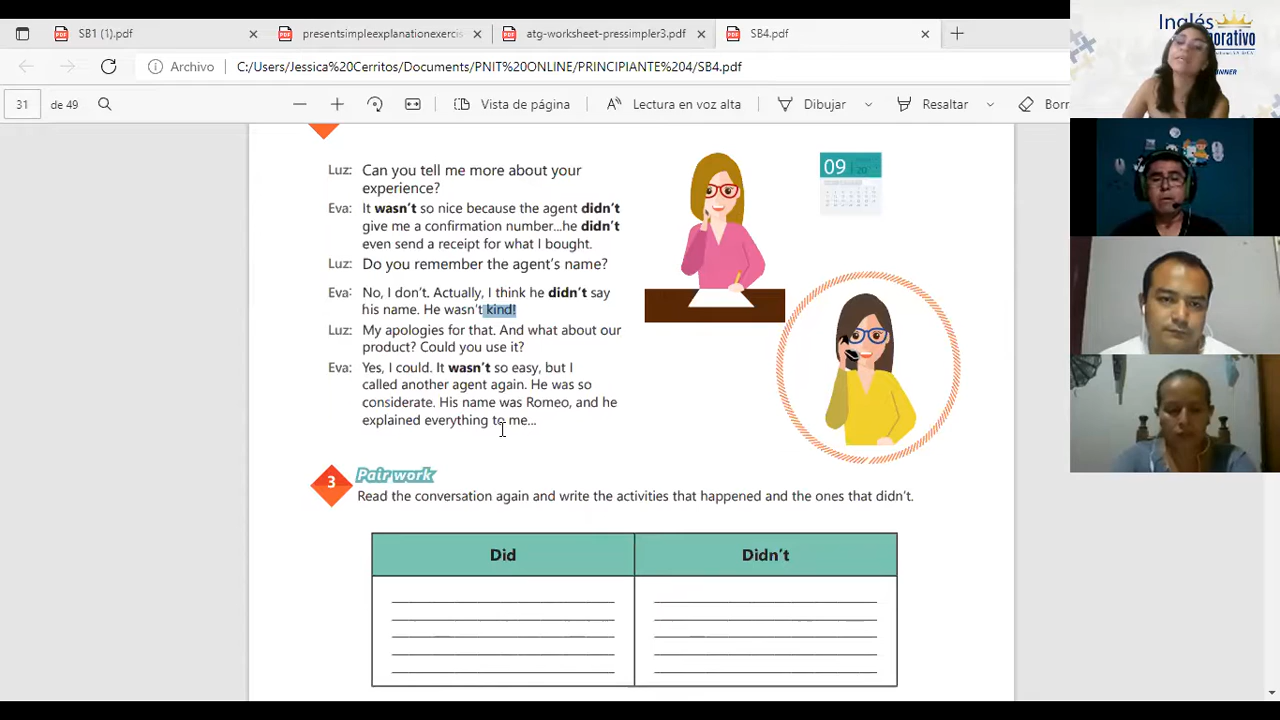 SB1 (1).pdf
presentsimpleexplanationexercis
atg-worksheet-pressimpler3.pdf
SB4.pdf
Archivo
C:/Users/Jessica%20Cerritos/Documents/PNIT%20ONLINE/PRINCIPIANTE%204/SB4.pdf
31 de 49
Vista de página
Lectura en voz alta
Dibujar
Resaltar
Borr
Inglés
Luz: Can you tell me more about your
experience?
Eva: It wasn't so nice because the agent didn't
give me a confirmation number...he didn't
even send a receipt for what I bought.
Luz: Do you remember the agent's name?
Eva: No, I don't. Actually, I think he didn't say
his name. He wasn't kind!
Luz: My apologies for that. And what about our
product? Could you use it?
Eva: Yes, I could. It wasn't so easy, but I
called another agent again. He was so
considerate. His name was Romeo, and he
explained everything to me...
09
3 Pair work
Read the conversation again and write the activities that happened and the ones that didn't.
Did Didn't